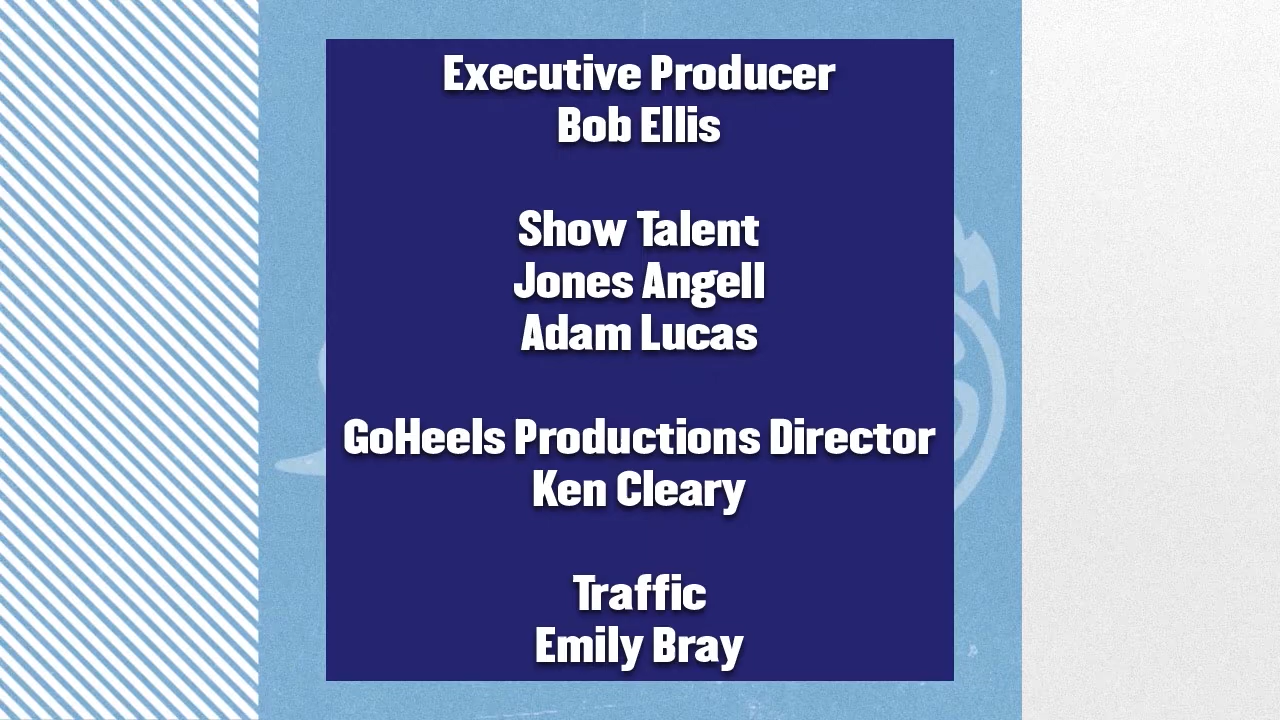 Executive Producer
Bob Ellis
Show Talent
Jones Angell
Adam Lucas
GoHeels Productions Director
Ken Cleary
Traffic
Emily Bray